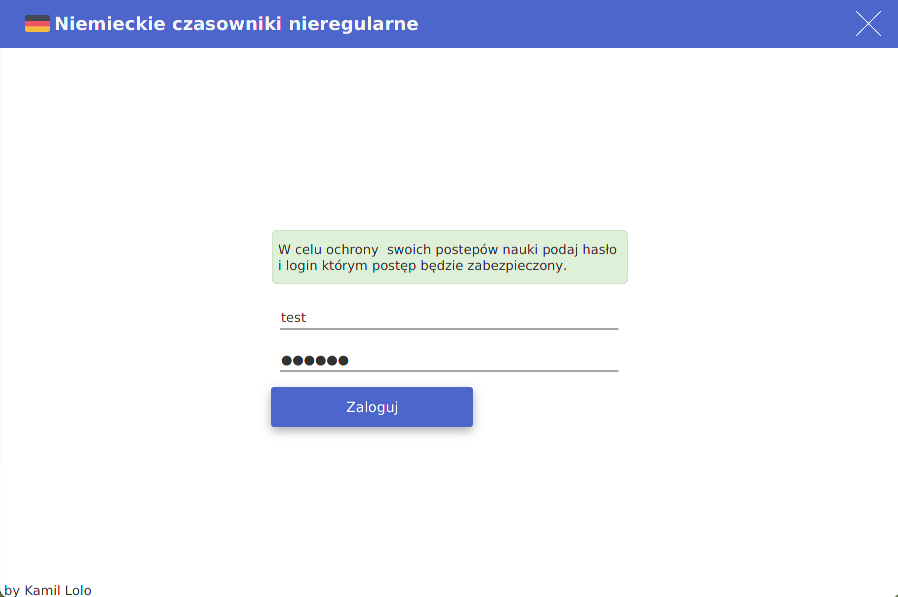 Niemieckie czasowniki nieregularne
W celu ochrony  swoich postepów nauki podaj hasło
i login którym postęp będzie zabezpieczony.
test
●●●●●●
Zaloguj
by Kamil Lolo